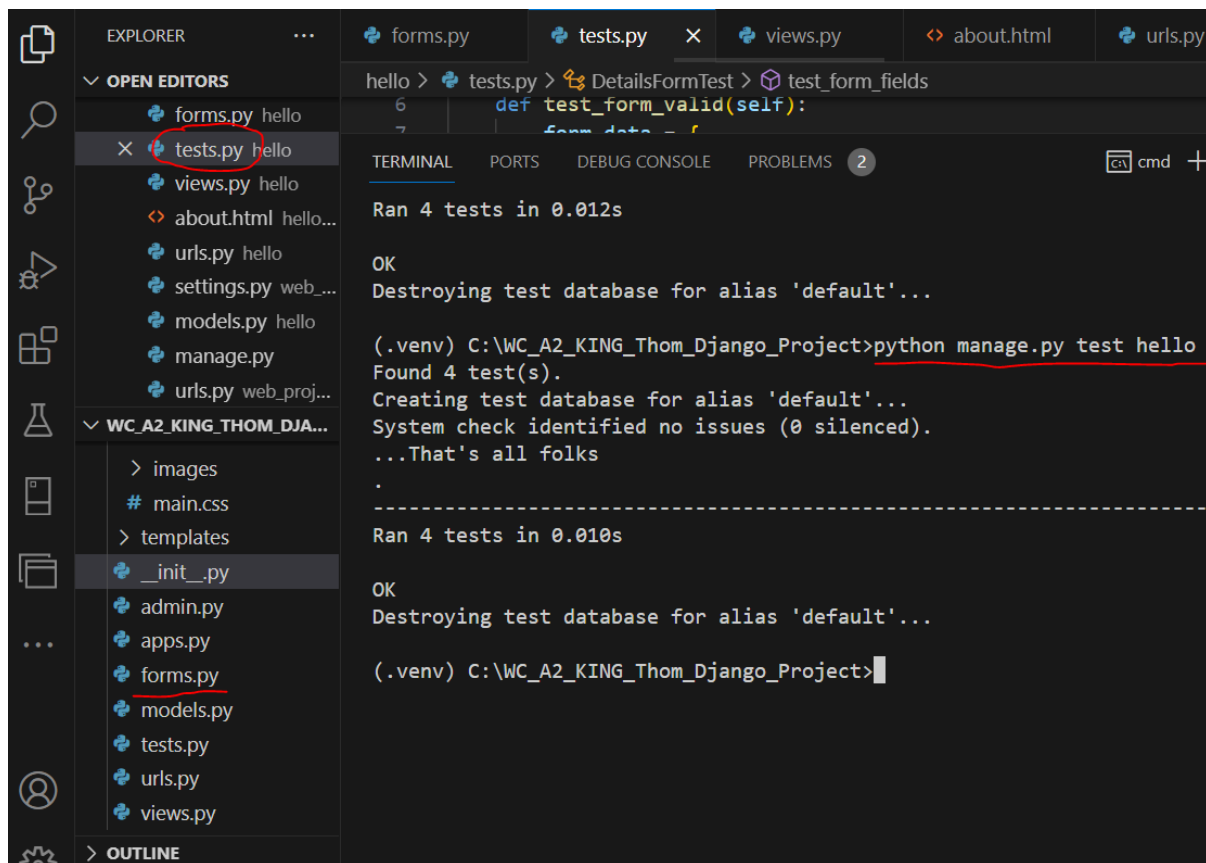 EXPLORER ...
OPEN EDITORS
forms.py hello
tests.py hello
views.py hello
about.html hello...
urls.py hello
settings.py web_...
models.py hello
manage.py
urls.py web_proj...
WC_A2_KING_THOM_DJA...
images
# main.css
templates
__init__.py
admin.py
apps.py
forms.py
models.py
tests.py
urls.py
views.py
OUTLINE
forms.py tests.py views.py <> about.html urls.py
hello > tests.py > DetailsFormTest > test_form_fields
6 def test_form_valid(self):
7 form_data = {
TERMINAL PORTS DEBUG CONSOLE PROBLEMS 2 cmd
Ran 4 tests in 0.012s
OK
Destroying test database for alias 'default'...
(.venv) C:\WC_A2_KING_Thom_Django_Project>python manage.py test hello
Found 4 test(s).
Creating test database for alias 'default'...
System check identified no issues (0 silenced).
...That's all folks
.
----------------------------------------------------------------------
Ran 4 tests in 0.010s
OK
Destroying test database for alias 'default'...
(.venv) C:\WC_A2_KING_Thom_Django_Project>